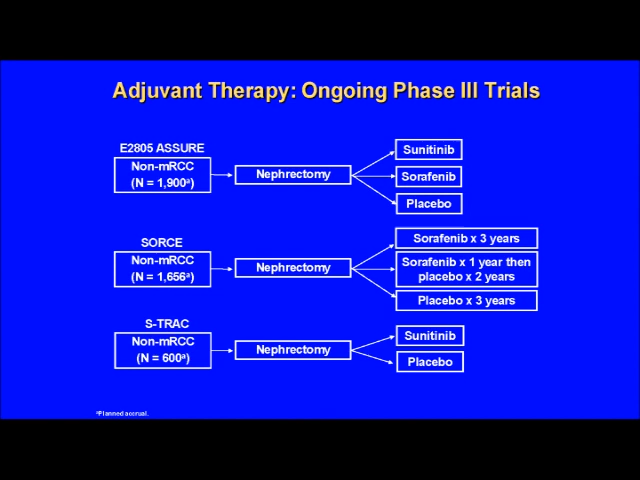 Adjuvant Therapy: Ongoing Phase III Trials
E2805 ASSURE
Non-mRCC
(N = 1,900ª)
Nephrectomy
Sunitinib
Sorafenib
Placebo
SORCE
Non-mRCC
(N = 1,656ª)
Nephrectomy
Sorafenib x 3 years
Sorafenib x 1 year then
placebo x 2 years
Placebo x 3 years
S-TRAC
Non-mRCC
(N = 600ª)
Nephrectomy
Sunitinib
Placebo
ªPlanned accrual.